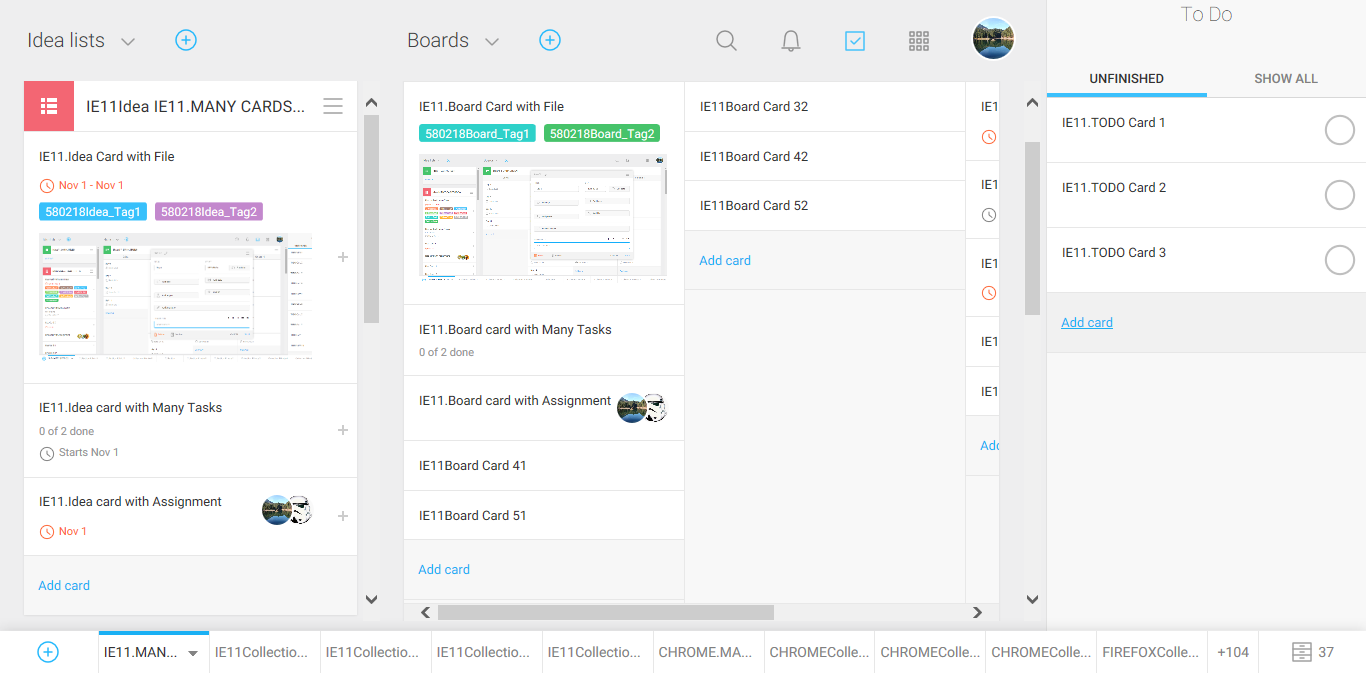 Idea lists
Boards
To Do
UNFINISHED
SHOW ALL
IE11Idea IE11.MANY CARDS...
IE11.Idea Card with File
Nov 1 - Nov 1
580218Idea_Tag1
580218Idea_Tag2
IE11.Idea card with Many Tasks
0 of 2 done
Starts Nov 1
IE11.Idea card with Assignment
Nov 1
Add card
IE11.Board Card with File
580218Board_Tag1
580218Board_Tag2
IE11.Board card with Many Tasks
0 of 2 done
IE11.Board card with Assignment
IE11Board Card 41
IE11Board Card 51
Add card
IE11Board Card 32
IE11Board Card 42
IE11Board Card 52
Add card
IE1
IE1
IE1
IE1
IE1
Add
IE11.TODO Card 1
IE11.TODO Card 2
IE11.TODO Card 3
Add card
IE11.MAN...
IE11Collectio...
IE11Collectio...
IE11Collectio...
IE11Collectio...
CHROME.MA...
CHROMEColle...
CHROMEColle...
CHROMEColle...
FIREFOXColle...
+104
37